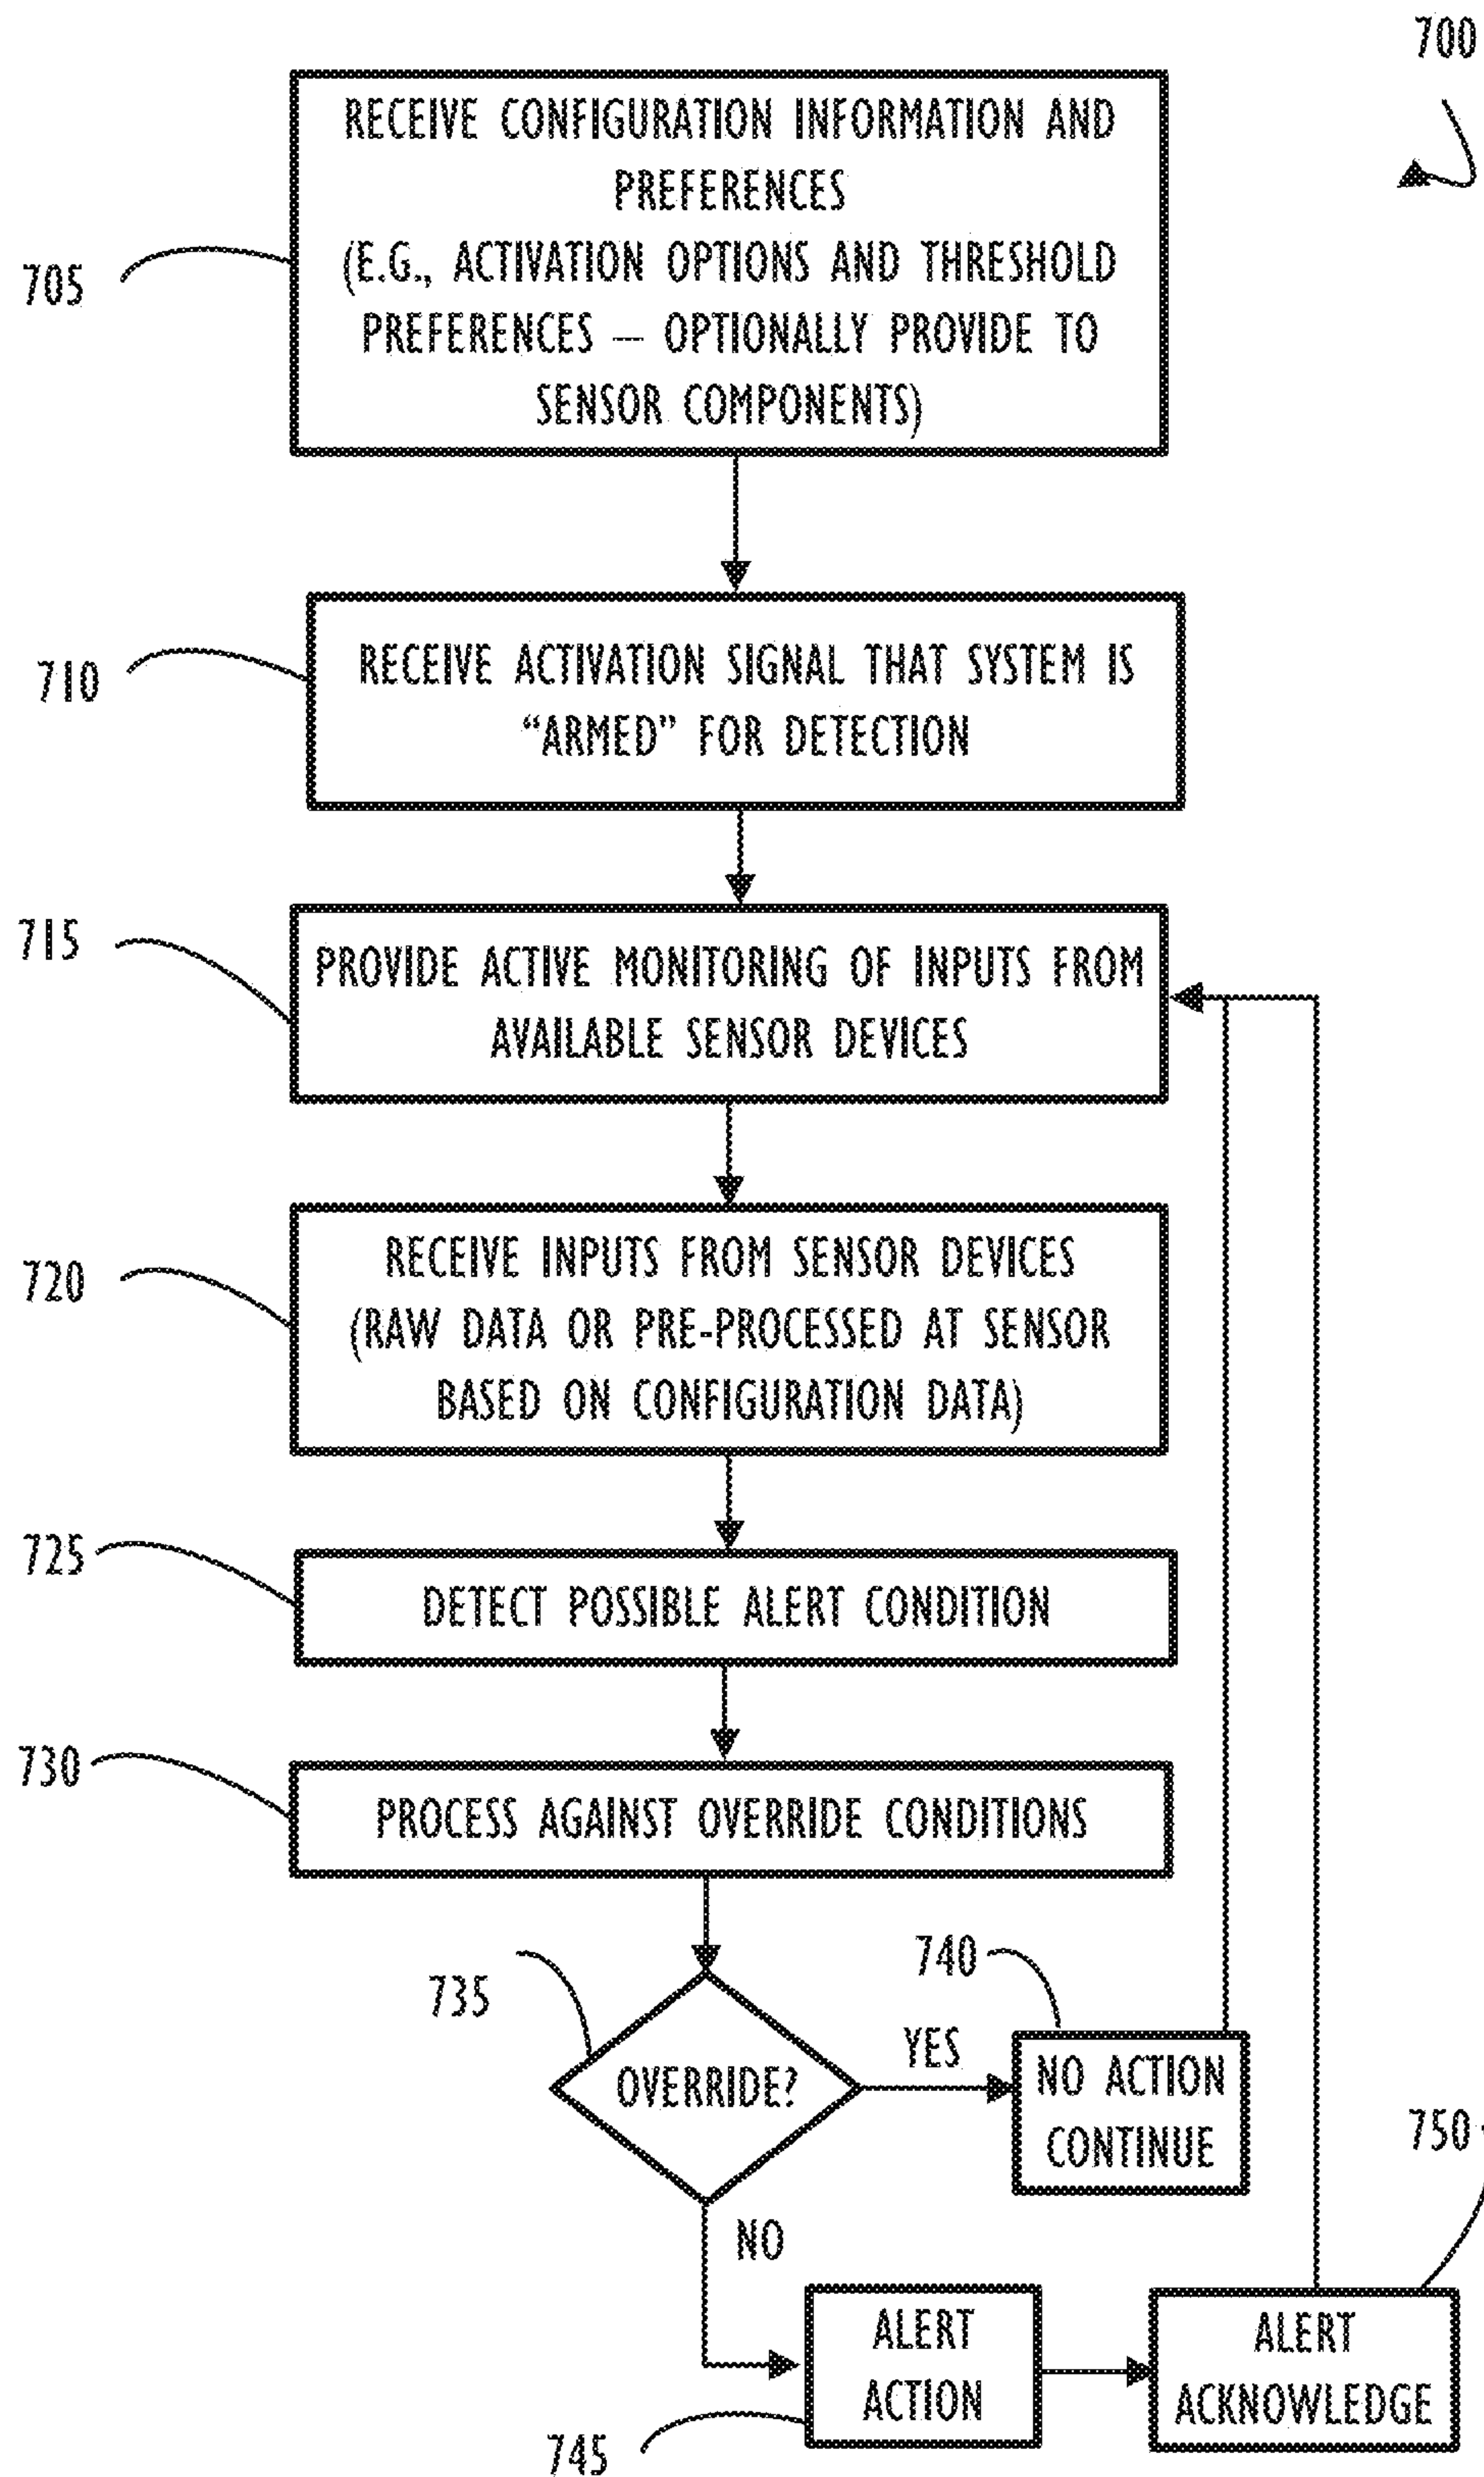 700
RECEIVE CONFIGURATION INFORMATION AND
PREFERENCES
(E.G., ACTIVATION OPTIONS AND THRESHOLD
PREFERENCES — OPTIONALLY PROVIDE TO
SENSOR COMPONENTS)
705
RECEIVE ACTIVATION SIGNAL THAT SYSTEM IS
“ARMED” FOR DETECTION
710
715
PROVIDE ACTIVE MONITORING OF INPUTS FROM
AVAILABLE SENSOR DEVICES
720
RECEIVE INPUTS FROM SENSOR DEVICES
(RAW DATA OR PRE-PROCESSED AT SENSOR
BASED ON CONFIGURATION DATA)
725
DETECT POSSIBLE ALERT CONDITION
730
PROCESS AGAINST OVERRIDE CONDITIONS
735
OVERRIDE?
YES
740
NO ACTION
CONTINUE
NO
750
ALERT
ACTION
745
ALERT
ACKNOWLEDGE